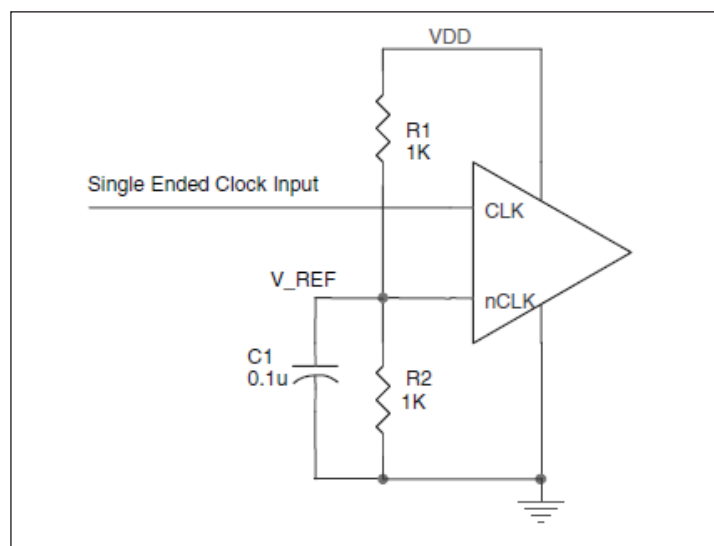 VDD
R1
1K
Single Ended Clock Input
CLK
V_REF
nCLK
C1
0.1u
R2
1K